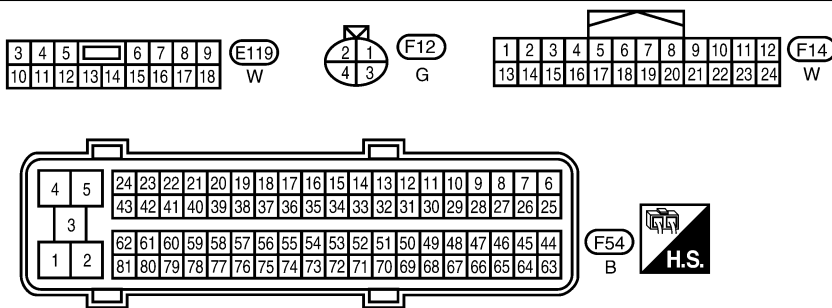 3 4 5 6 7 8 9 E119
10 11 12 13 14 15 16 17 18 W
2 1 F12
4 3 G
1 2 3 4 5 6 7 8 9 10 11 12 F14
13 14 15 16 17 18 19 20 21 22 23 24 W
4 5
3
1 2
24 23 22 21 20 19 18 17 16 15 14 13 12 11 10 9 8 7 6
43 42 41 40 39 38 37 36 35 34 33 32 31 30 29 28 27 26 25
62 61 60 59 58 57 56 55 54 53 52 51 50 49 48 47 46 45 44
81 80 79 78 77 76 75 74 73 72 71 70 69 68 67 66 65 64 63
F54
B
H.S.